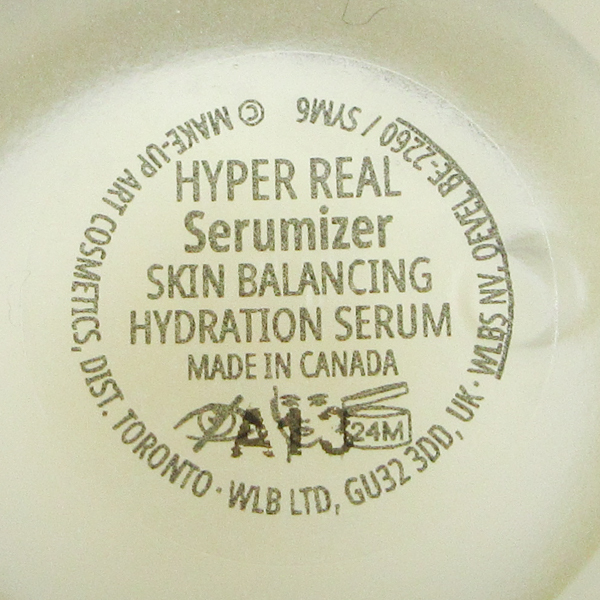 HYPER REAL
Serumizer
SKIN BALANCING
HYDRATION SERUM
MADE IN CANADA
A13
24M
© MAKE-UP ART COSMETICS, DIST. TORONTO · WLB LTD, GU32 3DD, UK · WLBS NV, OEVEL BE-2260 / SYM6